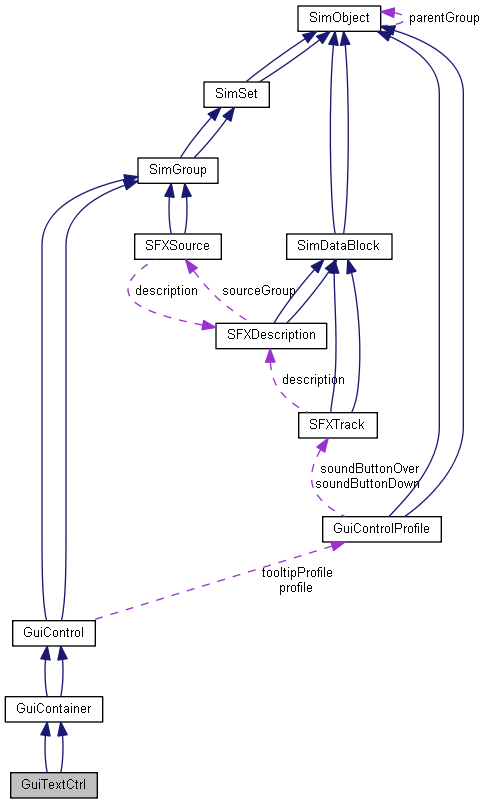 SimObject
parentGroup
SimSet
SimGroup
SFXSource
SimDataBlock
description
sourceGroup
SFXDescription
description
SFXTrack
soundButtonOver
soundButtonDown
GuiControlProfile
tooltipProfile
profile
GuiControl
GuiContainer
GuiTextCtrl